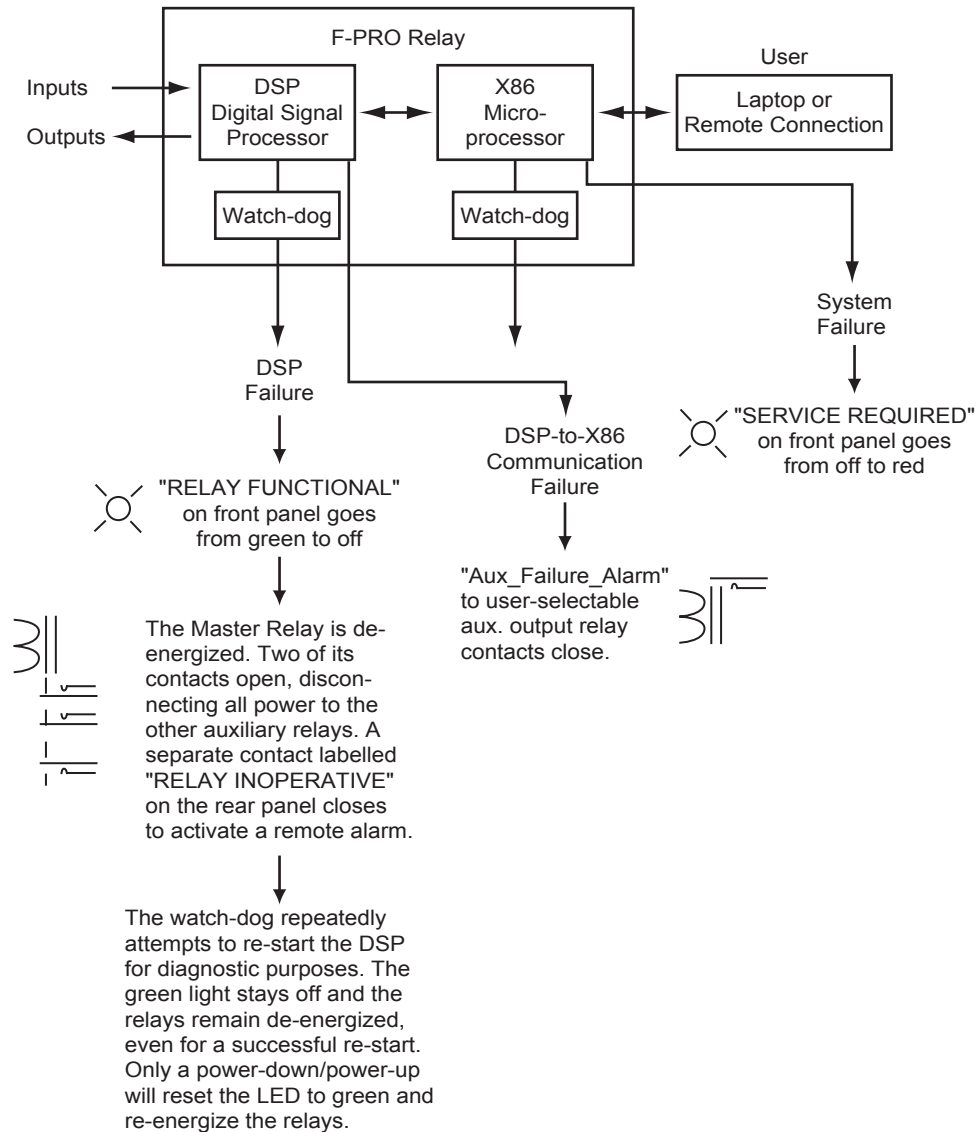 F-PRO Relay
User
Inputs
Outputs
DSP
Digital Signal
Processor
X86
Micro-
processor
Laptop or
Remote Connection
Watch-dog
Watch-dog
System
Failure
DSP
Failure
"SERVICE REQUIRED"
on front panel goes
from off to red
DSP-to-X86
Communication
Failure
"RELAY FUNCTIONAL"
on front panel goes
from green to off
"Aux_Failure_Alarm"
to user-selectable
aux. output relay
contacts close.
The Master Relay is de-
energized. Two of its
contacts open, discon-
necting all power to the
other auxiliary relays. A
separate contact labelled
"RELAY INOPERATIVE"
on the rear panel closes
to activate a remote alarm.
The watch-dog repeatedly
attempts to re-start the DSP
for diagnostic purposes. The
green light stays off and the
relays remain de-energized,
even for a successful re-start.
Only a power-down/power-up
will reset the LED to green and
re-energize the relays.